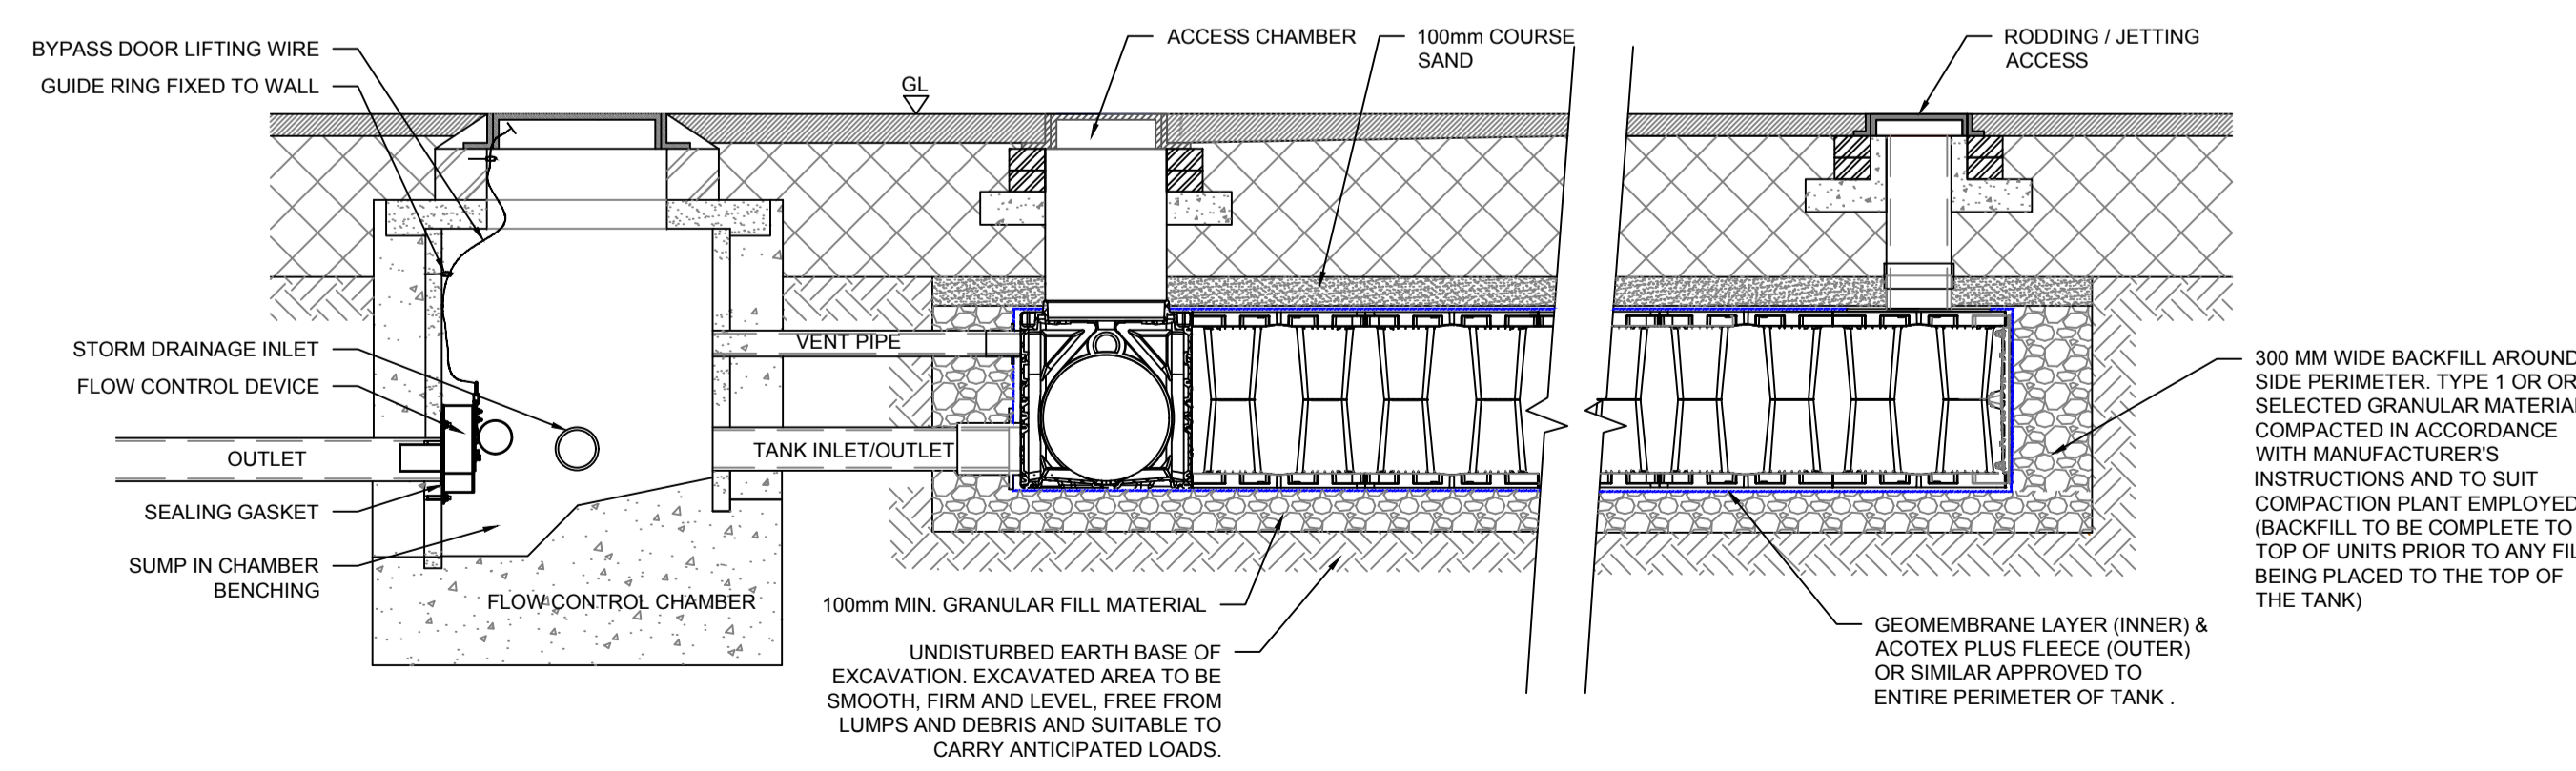 BYPASS DOOR LIFTING WIRE
GUIDE RING FIXED TO WALL
STORM DRAINAGE INLET
FLOW CONTROL DEVICE
OUTLET
SEALING GASKET
SUMP IN CHAMBER
BENCHING
FLOW CONTROL CHAMBER
GL
ACCESS CHAMBER
100mm COURSE
SAND
RODDING / JETTING
ACCESS
VENT PIPE
TANK INLET/OUTLET
100mm MIN. GRANULAR FILL MATERIAL
UNDISTURBED EARTH BASE OF
EXCAVATION. EXCAVATED AREA TO BE
SMOOTH, FIRM AND LEVEL, FREE FROM
LUMPS AND DEBRIS AND SUITABLE TO
CARRY ANTICIPATED LOADS.
GEOMEMBRANE LAYER (INNER) &
ACOTEX PLUS FLEECE (OUTER)
OR SIMILAR APPROVED TO
ENTIRE PERIMETER OF TANK .
300 MM WIDE BACKFILL AROUND
SIDE PERIMETER. TYPE 1 OR OR
SELECTED GRANULAR MATERIAL
COMPACTED IN ACCORDANCE
WITH MANUFACTURER'S
INSTRUCTIONS AND TO SUIT
COMPACTION PLANT EMPLOYED
(BACKFILL TO BE COMPLETE TO
TOP OF UNITS PRIOR TO ANY
BEING PLACED TO THE TOP OF
THE TANK)